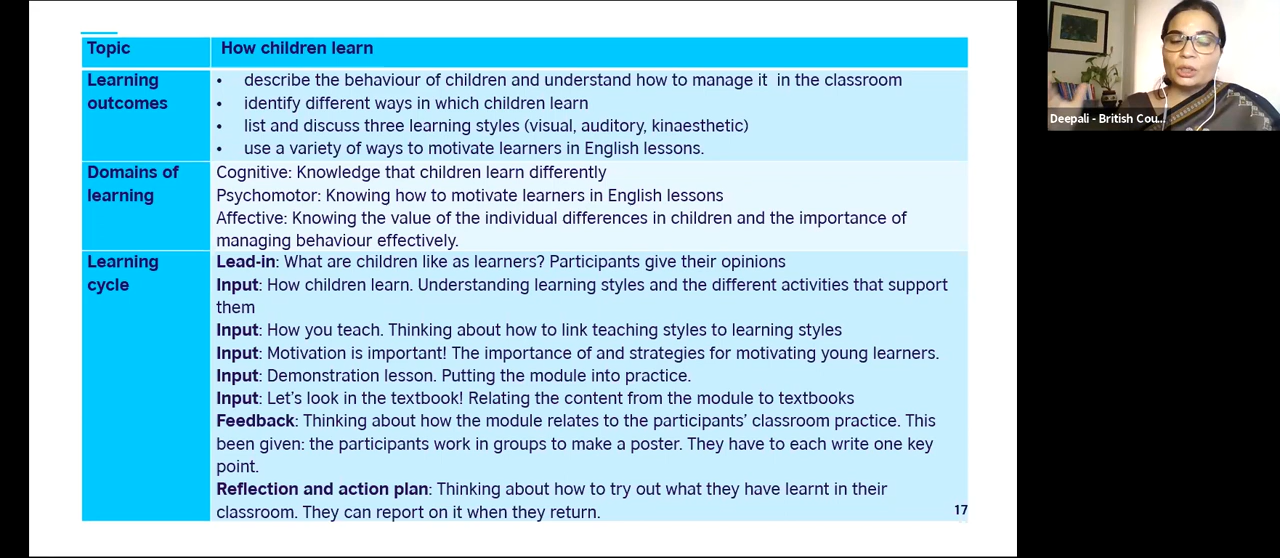 Topic
How children learn
Learning outcomes
• describe the behaviour of children and understand how to manage it in the classroom
• identify different ways in which children learn
• list and discuss three learning styles (visual, auditory, kinaesthetic)
• use a variety of ways to motivate learners in English lessons.
Domains of learning
Cognitive: Knowledge that children learn differently
Psychomotor: Knowing how to motivate learners in English lessons
Affective: Knowing the value of the individual differences in children and the importance of
managing behaviour effectively.
Learning cycle
Lead-in: What are children like as learners? Participants give their opinions
Input: How children learn. Understanding learning styles and the different activities that support
them
Input: How you teach. Thinking about how to link teaching styles to learning styles
Input: Motivation is important! The importance of and strategies for motivating young learners.
Input: Demonstration lesson. Putting the module into practice.
Input: Let's look in the textbook! Relating the content from the module to textbooks
Feedback: Thinking about how the module relates to the participants' classroom practice. This
been given: the participants work in groups to make a poster. They have to each write one key
point.
Reflection and action plan: Thinking about how to try out what they have learnt in their
classroom. They can report on it when they return.
17
Deepali - British Cou...